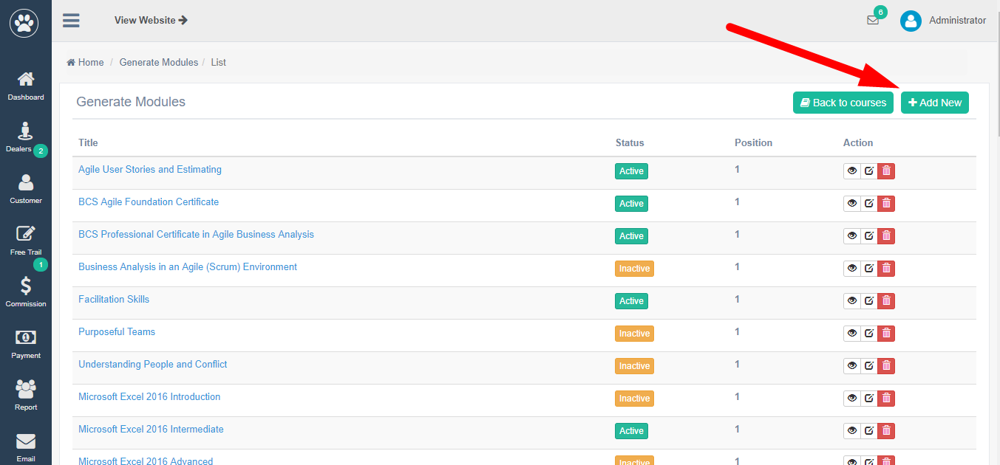 View Website
6
Administrator
Home / Generate Modules / List
Dashboard
Dealers 2
Customer
Free Trail
1
Commission
1
Payment
Report
Email
Generate Modules
Back to courses
Add New
Title Status Position Action
Agile User Stories and Estimating Active 1
BCS Agile Foundation Certificate Active 1
BCS Professional Certificate in Agile Business Analysis Active 1
Business Analysis in an Agile (Scrum) Environment Inactive 1
Facilitation Skills Active 1
Purposeful Teams Inactive 1
Understanding People and Conflict Inactive 1
Microsoft Excel 2016 Introduction Inactive 1
Microsoft Excel 2016 Intermediate Active 1
Microsoft Excel 2016 Advanced Inactive 1